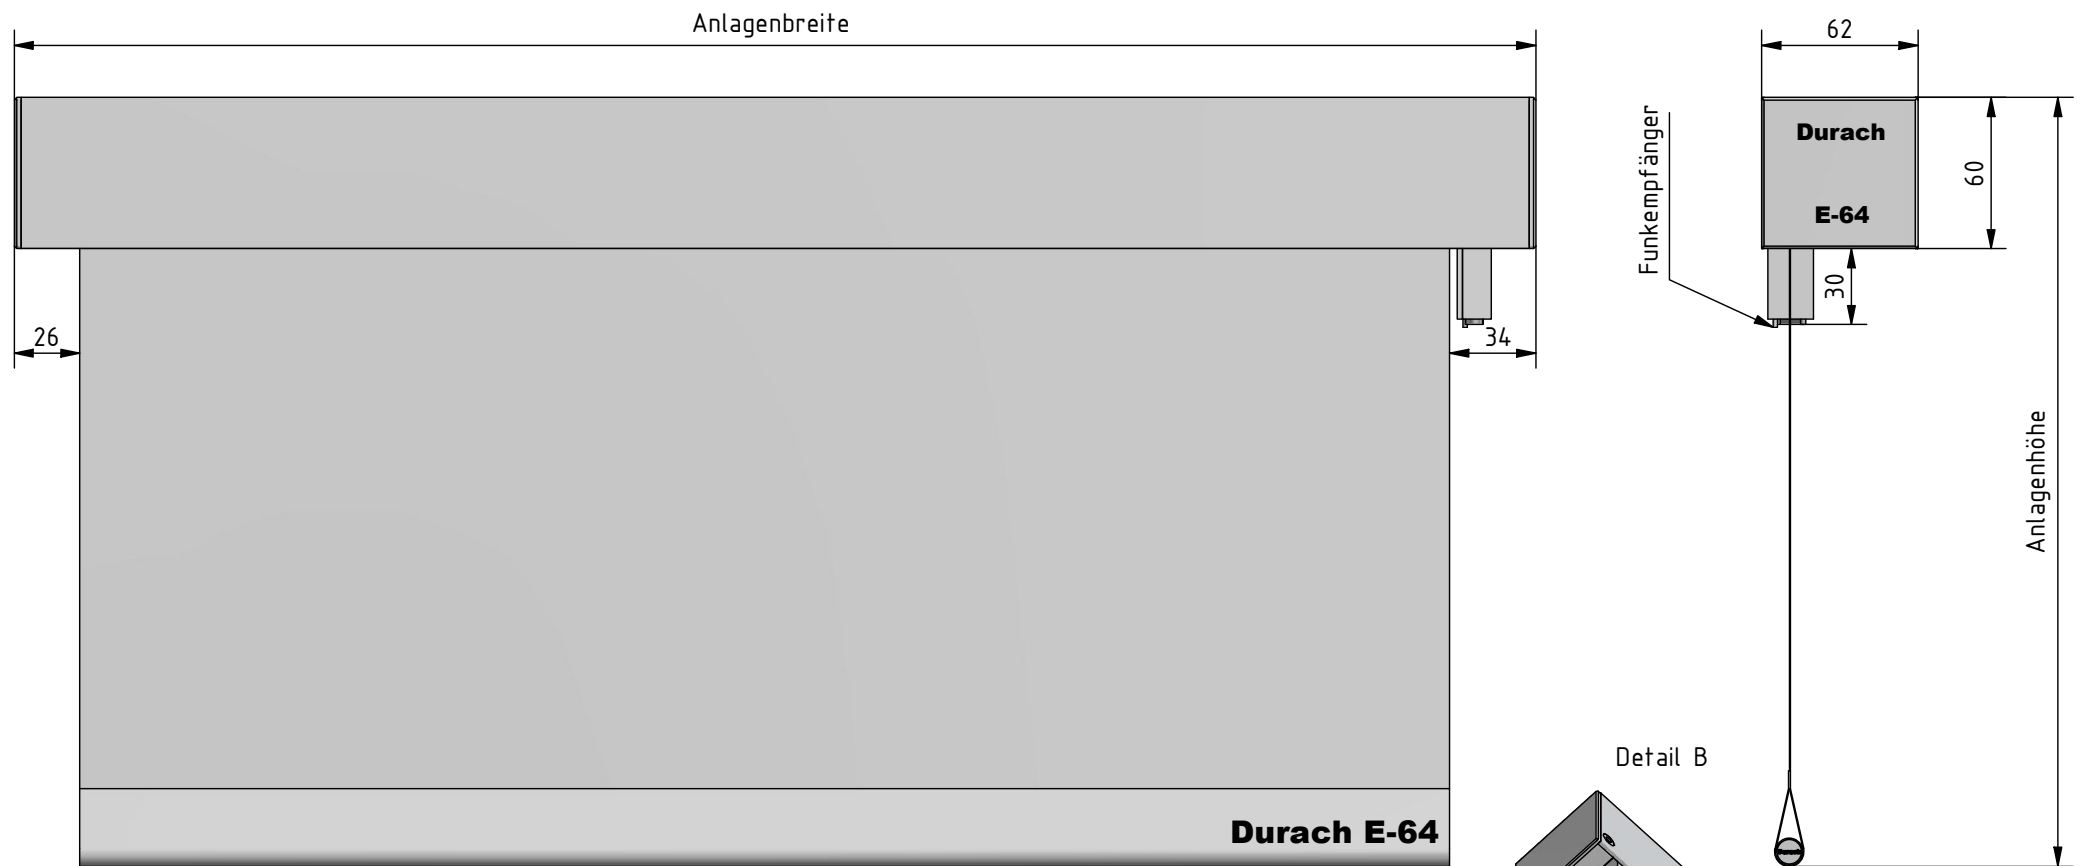 Anlagenbreite
62
Durach
E-64
60
Funkempfänger
30
26
34
Anlagenhöhe
Detail B
Durach E-64